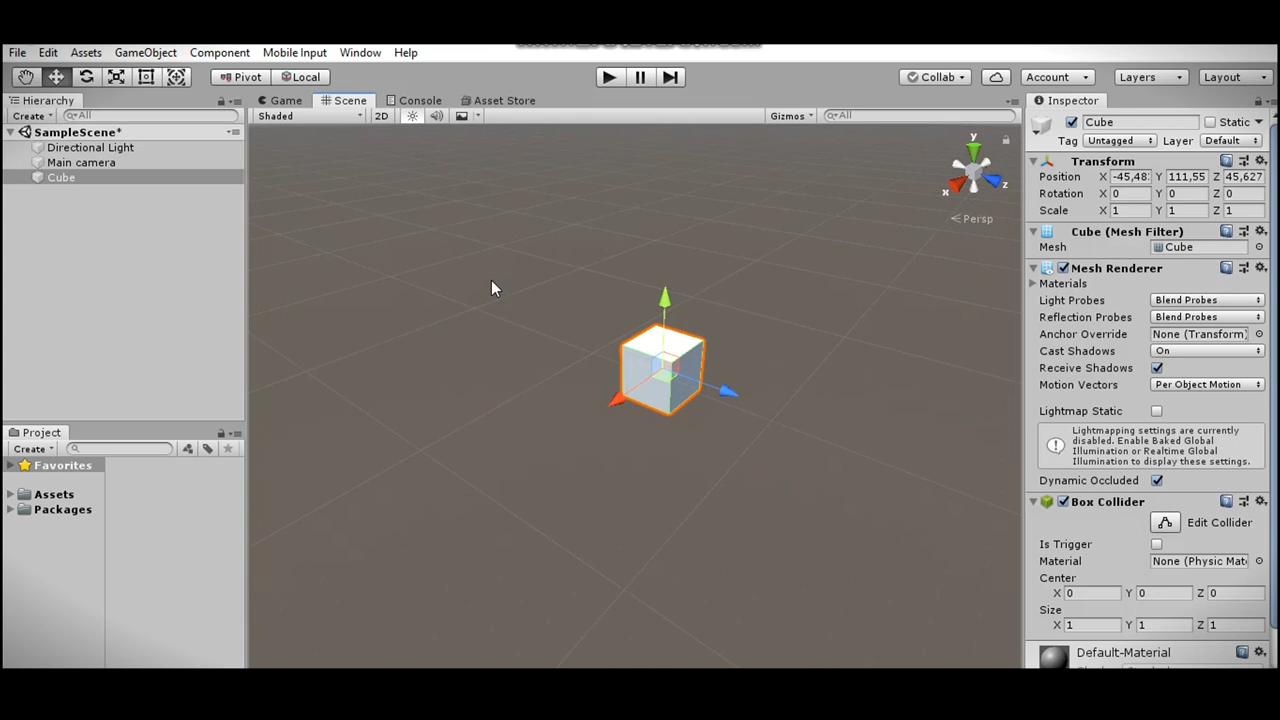 File Edit Assets GameObject Component Mobile Input Window Help
Pivot Local Collab Account Layers Layout
Hierarchy Game Scene Console Asset Store Inspector
Create All Shaded 2D Gizmos All
Cube Static
SampleScene*
Tag Untagged Layer Default
Directional Light
Main camera
Cube
Transform
Position X -45,48 Y 111,55 Z 45,627
Rotation X 0 Y 0 Z 0
Scale X 1 Y 1 Z 1
y
x
z
Persp
Cube (Mesh Filter)
Mesh Cube
Mesh Renderer
Materials
Light Probes Blend Probes
Reflection Probes Blend Probes
Anchor Override None (Transform)
Cast Shadows On
Receive Shadows
Motion Vectors Per Object Motion
Lightmap Static
Lightmapping settings are currently
disabled. Enable Baked Global
Illumination or Realtime Global
Illumination to display these settings.
Dynamic Occluded
Box Collider
Edit Collider
Is Trigger
Material None (Physic Mat
Center
X 0 Y 0 Z 0
Size
X 1 Y 1 Z 1
Default-Material
Project
Create
Favorites
Assets
Packages